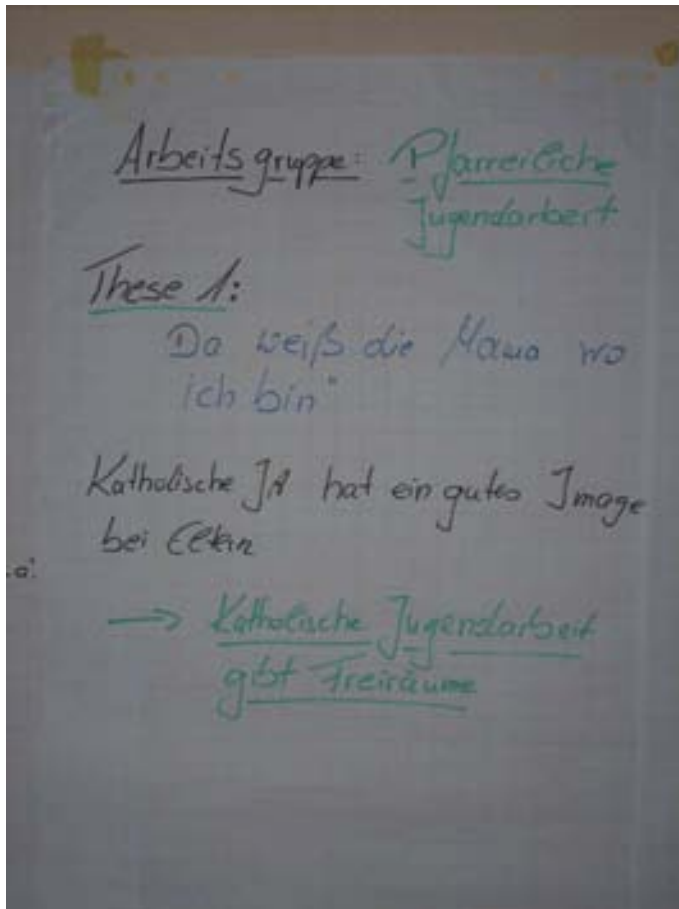 Arbeitsgruppe: Pfarreiliche
Jugendarbeit
These 1:
Da weiß die Mama wo
ich bin"
Katholische JA hat ein gutes Image
bei Eltern
→ Katholische Jugendarbeit
gibt Freiräume